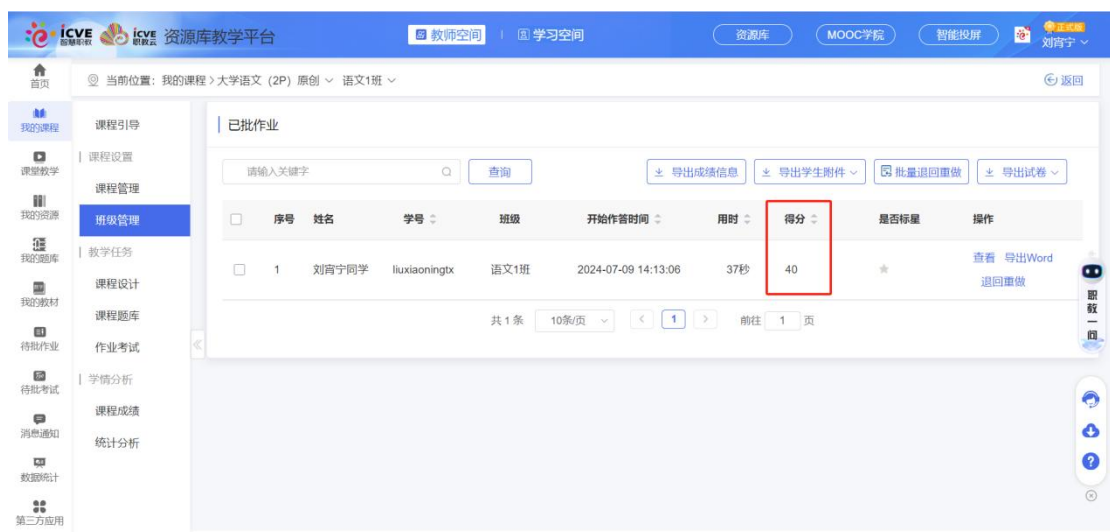 icve 智慧职教 icve 职教云 资源库教学平台 教师空间 学习空间 资源库 MOOC学院 智能投屏 正式版 刘宵宁
首页
当前位置：我的课程 > 大学语文（2P）原创 语文1班 返回
我的课程
课堂教学
我的资源
我的题库
我的教材
待批作业
待批考试
消息通知
数据统计
第三方应用
课程引导
课程设置
课程管理
班级管理
教学任务
课程设计
课程题库
作业考试
学情分析
课程成绩
统计分析
已批作业
请输入关键字 查询 导出成绩信息 导出学生附件 批量退回重做 导出试卷
序号 姓名 学号 班级 开始作答时间 用时 得分 是否标星 操作
1 刘宵宁同学 liuxiaoningtx 语文1班 2024-07-09 14:13:06 37秒 40 查看 导出Word
退回重做
共 1 条 10条/页 < 1 > 前往 1 页
职教一问